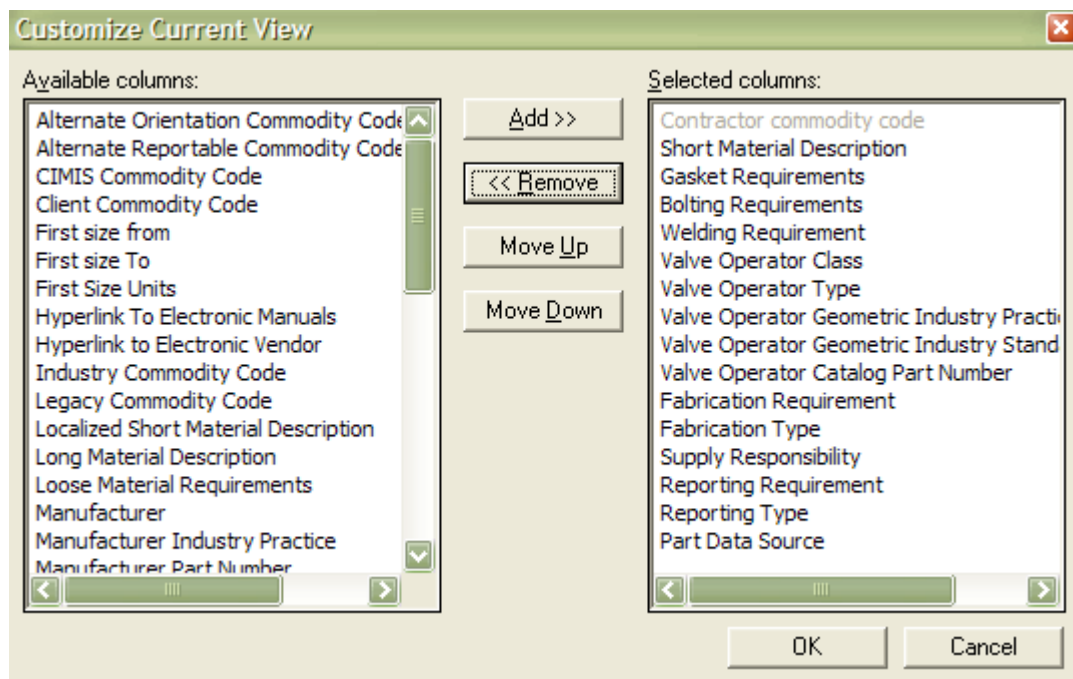 Customize Current View
Available columns:
Alternate Orientation Commodity Code
Alternate Reportable Commodity Code
CIMIS Commodity Code
Client Commodity Code
First size from
First size To
First Size Units
Hyperlink To Electronic Manuals
Hyperlink to Electronic Vendor
Industry Commodity Code
Legacy Commodity Code
Localized Short Material Description
Long Material Description
Loose Material Requirements
Manufacturer
Manufacturer Industry Practice
Manufacturer Part Number
Add >>
<< Remove
Move Up
Move Down
Selected columns:
Contractor commodity code
Short Material Description
Gasket Requirements
Bolting Requirements
Welding Requirement
Valve Operator Class
Valve Operator Type
Valve Operator Geometric Industry Practi
Valve Operator Geometric Industry Stand
Valve Operator Catalog Part Number
Fabrication Requirement
Fabrication Type
Supply Responsibility
Reporting Requirement
Reporting Type
Part Data Source
OK
Cancel